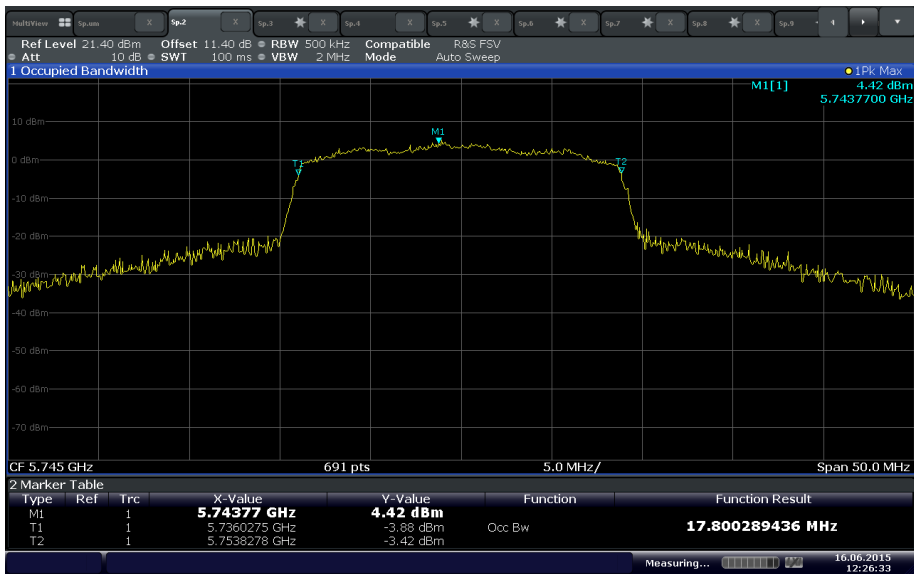 MultiView Sp.um X Sp.2 X Sp.3 X Sp.4 X Sp.5 X Sp.6 X Sp.7 X Sp.8 X Sp.9
Ref Level 21.40 dBm Offset 11.40 dB RBW 500 kHz Compatible R&S FSV
Att 10 dB SWT 100 ms VBW 2 MHz Mode Auto Sweep
1 Occupied Bandwidth 1Pk Max
M1[1] 4.42 dBm
5.7437700 GHz
10 dBm
M1
0 dBm
T1 T2
-10 dBm
-20 dBm
-30 dBm
-40 dBm
-50 dBm
-60 dBm
-70 dBm
CF 5.745 GHz 691 pts 5.0 MHz/ Span 50.0 MHz
2 Marker Table
Type Ref Trc X-Value Y-Value Function Function Result
M1 1 5.74377 GHz 4.42 dBm
T1 1 5.7360275 GHz -3.88 dBm Occ Bw 17.800289436 MHz
T2 1 5.7538278 GHz -3.42 dBm
Measuring... 16.06.2015
12:26:33